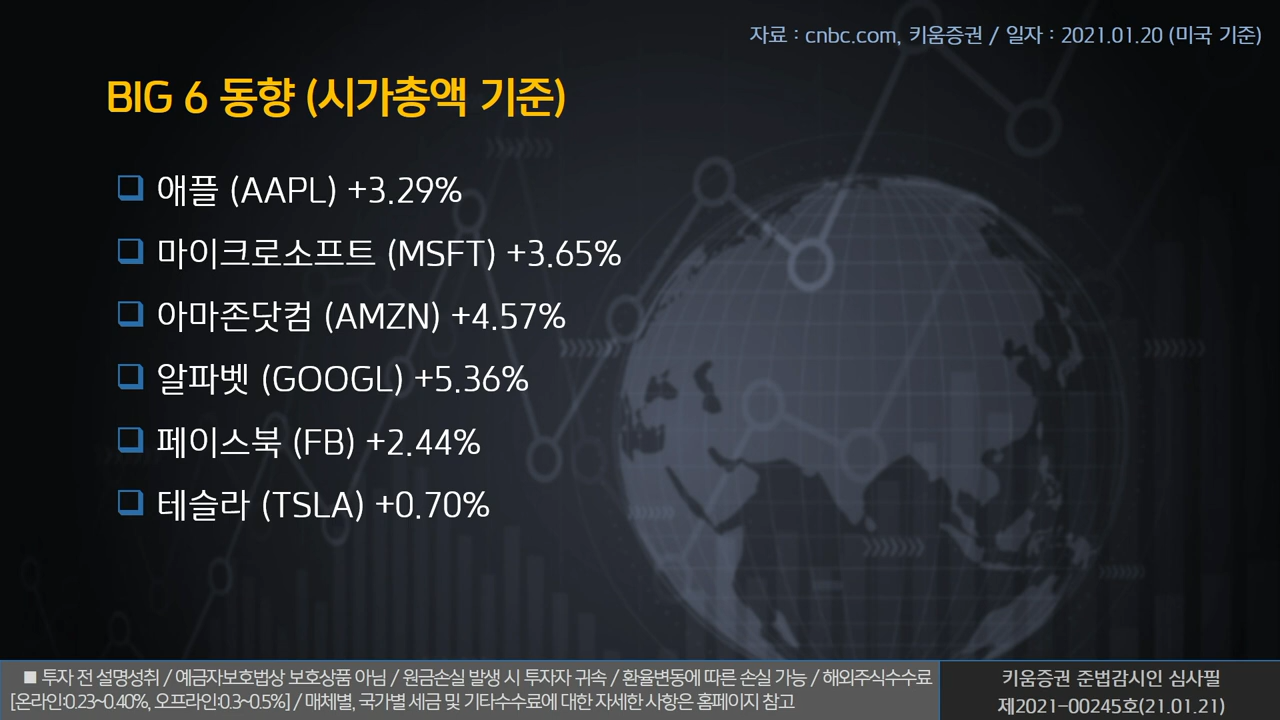 자료 : cnbc.com, 키움증권 / 일자 : 2021.01.20 (미국 기준)
BIG 6 동향 (시가총액 기준)
애플 (AAPL) +3.29%
마이크로소프트 (MSFT) +3.65%
아마존닷컴 (AMZN) +4.57%
알파벳 (GOOGL) +5.36%
페이스북 (FB) +2.44%
테슬라 (TSLA) +0.70%
■ 투자 전 설명성취 / 예금자보호법상 보호상품 아님 / 원금손실 발생 시 투자자 귀속 / 환율변동에 따른 손실 가능 / 해외주식수수료
[온라인:0.23~0.40%, 오프라인:0.3~0.5%] / 매체별, 국가별 세금 및 기타수수료에 대한 자세한 사항은 홈페이지 참고
키움증권 준법감시인 심사필
제2021-00245호(21.01.21)